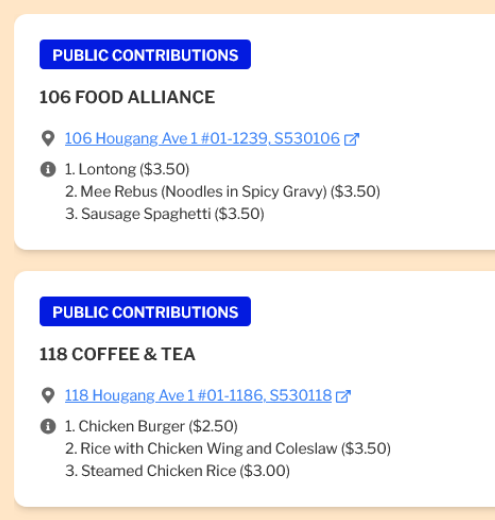 PUBLIC CONTRIBUTIONS
106 FOOD ALLIANCE
106 Hougang Ave 1 #01-1239, S530106
1. Lontong ($3.50)
2. Mee Rebus (Noodles in Spicy Gravy) ($3.50)
3. Sausage Spaghetti ($3.50)
PUBLIC CONTRIBUTIONS
118 COFFEE & TEA
118 Hougang Ave 1 #01-1186, S530118
1. Chicken Burger ($2.50)
2. Rice with Chicken Wing and Coleslaw ($3.50)
3. Steamed Chicken Rice ($3.00)